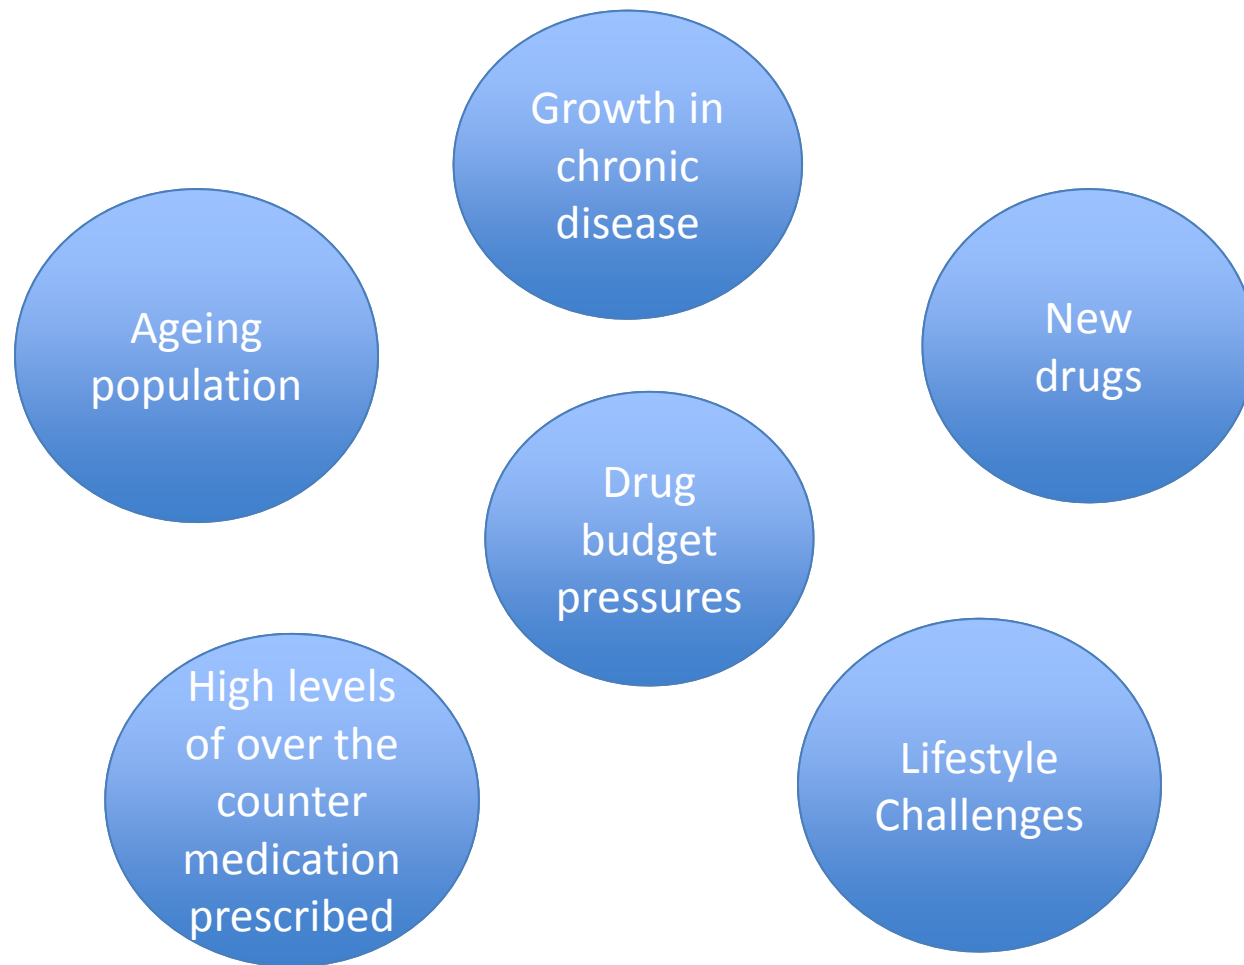 Growth in
chronic
disease
Ageing
population
New
drugs
Drug
budget
pressures
High levels
of over the
counter
medication
prescribed
Lifestyle
Challenges